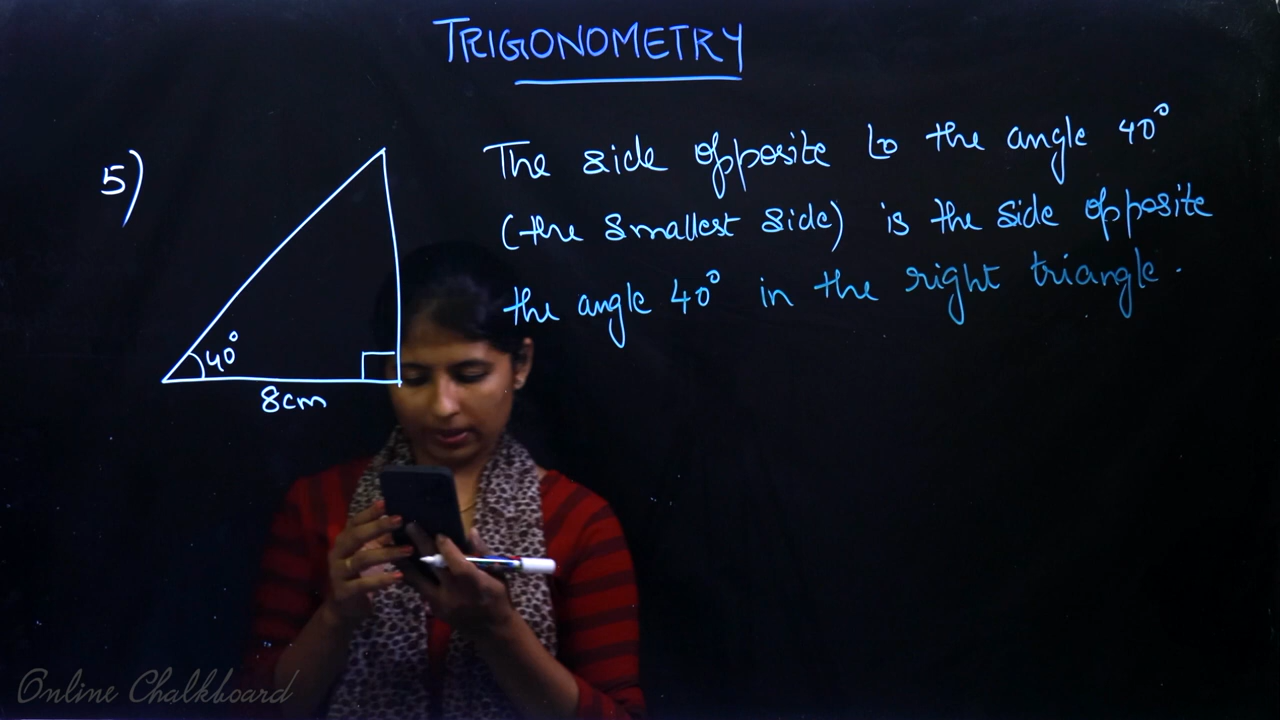 TRIGONOMETRY
5)
The side opposite to the angle 40°
(the smallest side) is the side opposite
the angle 40° in the right triangle.
40°
8cm
Online Chalkboard